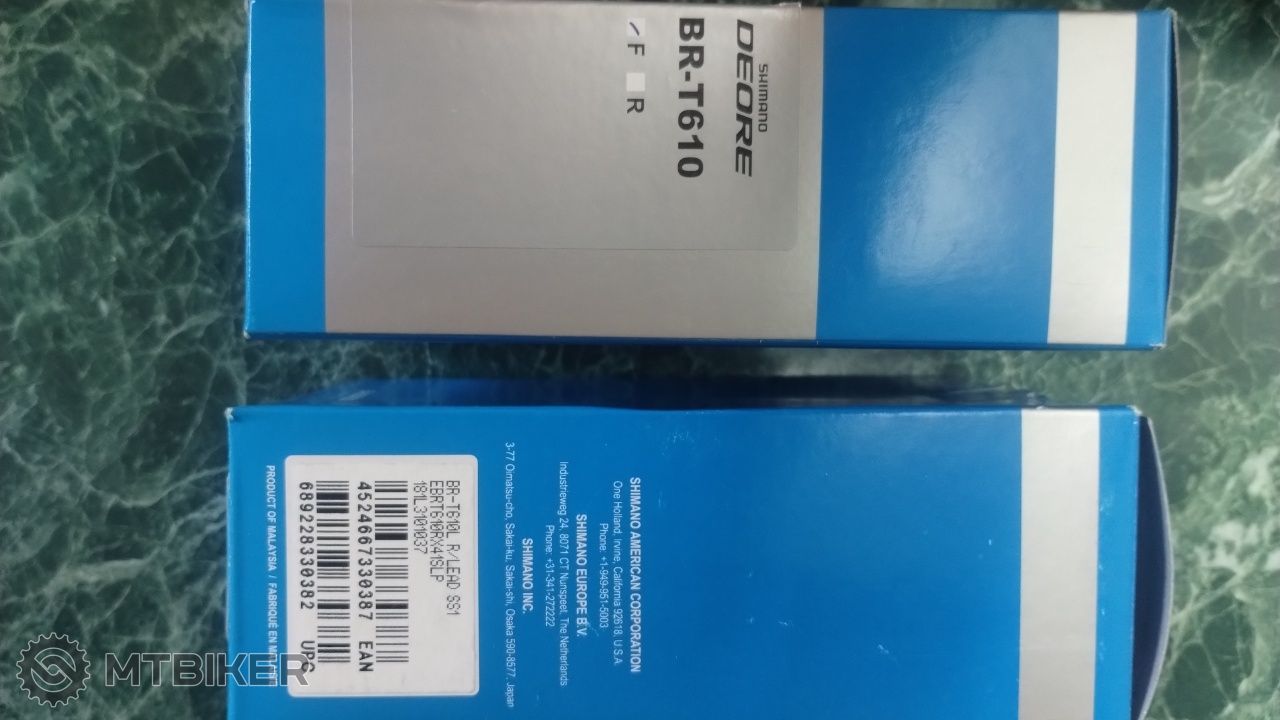 SHIMANO
DEORE
BR-T610
F R
SHIMANO AMERICAN CORPORATION
One Holland, Irvine, California 92618, U S A
Phone: +1-949-951-5003
SHIMANO EUROPE B.V.
Industrieweg 24, 8071 CT Nunspeet, The Netherlands
Phone: +31-341-272222
SHIMANO INC.
3-77 Oimatsu-cho, Sakai-ku, Sakai-shi, Osaka 590-8577, Japan
BR-T610L R/LEAD SS1
EBRT610RX41SLP
181L3101037
4524667330387 EAN
689228330382 UPC
PRODUCT OF MALAYSIA / FABRIQUÉ EN
MTBIKER